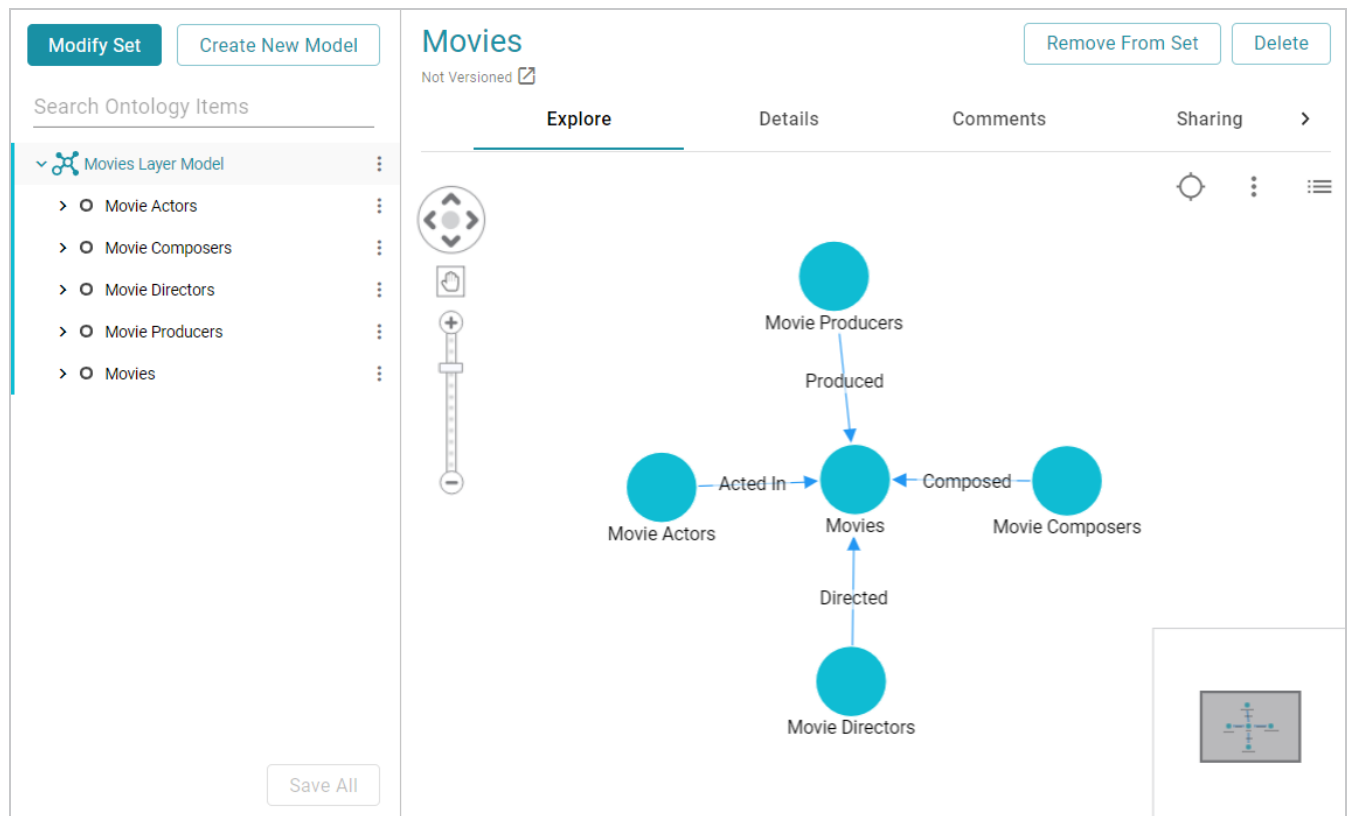 Modify Set
Create New Model
Search Ontology Items
Movies Layer Model
Movie Actors
Movie Composers
Movie Directors
Movie Producers
Movies
Save All
Movies
Not Versioned
Remove From Set
Delete
Explore
Details
Comments
Sharing
Movie Producers
Produced
Acted In
Composed
Movie Actors
Movies
Movie Composers
Directed
Movie Directors